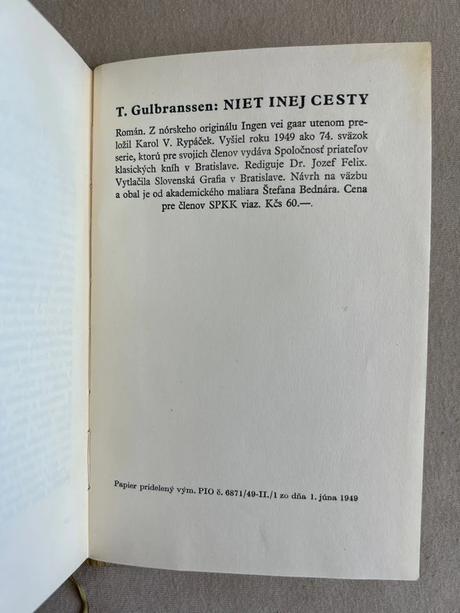 T. Gulbranssen: NIET INEJ CESTY
Román. Z nórskeho originálu Ingen vei gaar utenom pre-
ložil Karol V. Rypáček. Vyšiel roku 1949 ako 74. sväzok
serie, ktorú pre svojich členov vydáva Spoločnosť priateľov
klasických kníh v Bratislave. Rediguje Dr. Jozef Felix.
Vytlačila Slovenská Grafia v Bratislave. Návrh na väzbu
a obal je od akademického maliara Štefana Bednára. Cena
pre členov SPKK viaz. Kčs 60.—.
Papier pridelený vým. PIO č. 6871/49-II./1 zo dňa 1. júna 1949